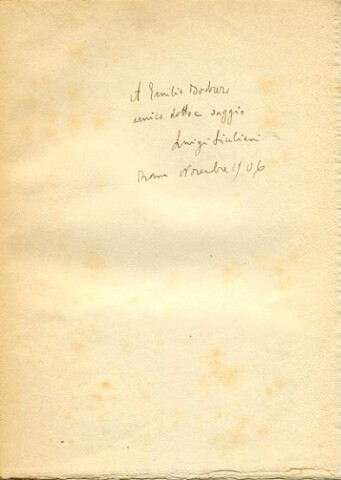 A Emilio Bodrero
amico dotto e saggio
Luigi Siciliani
Roma Novembre 1906